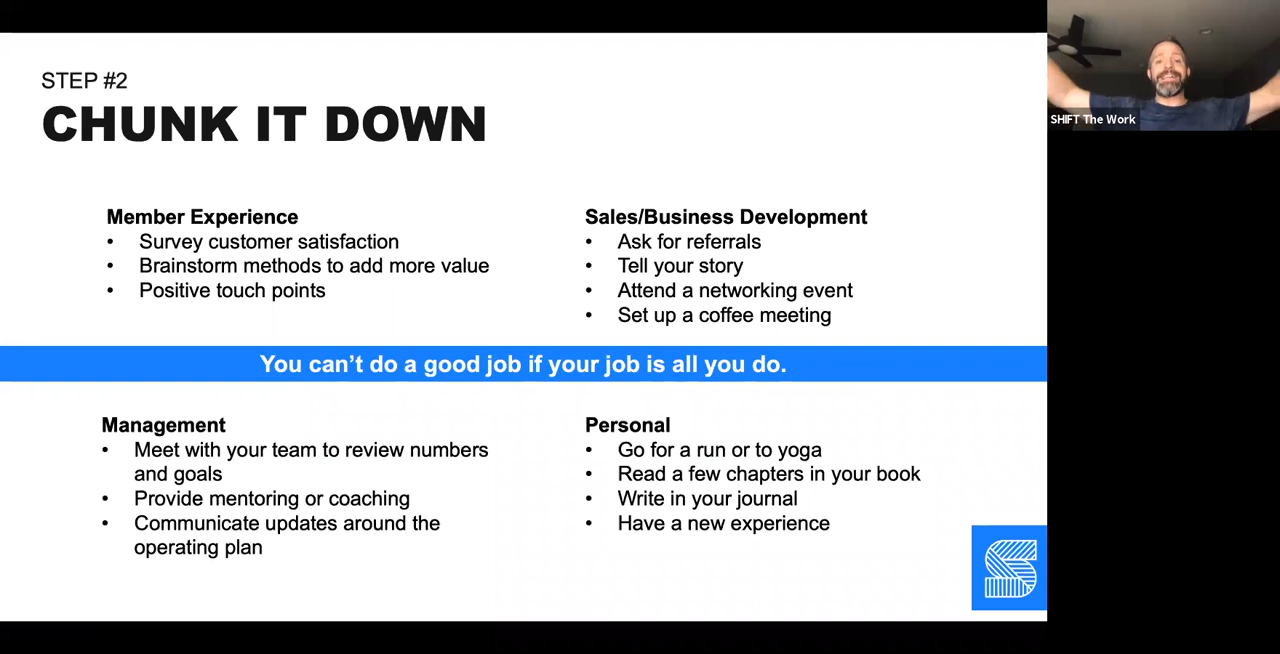 STEP #2
CHUNK IT DOWN
Member Experience
• Survey customer satisfaction
• Brainstorm methods to add more value
• Positive touch points
Sales/Business Development
• Ask for referrals
• Tell your story
• Attend a networking event
• Set up a coffee meeting
You can’t do a good job if your job is all you do.
Management
• Meet with your team to review numbers
and goals
• Provide mentoring or coaching
• Communicate updates around the
operating plan
Personal
• Go for a run or to yoga
• Read a few chapters in your book
• Write in your journal
• Have a new experience
S
SHIFT The Work